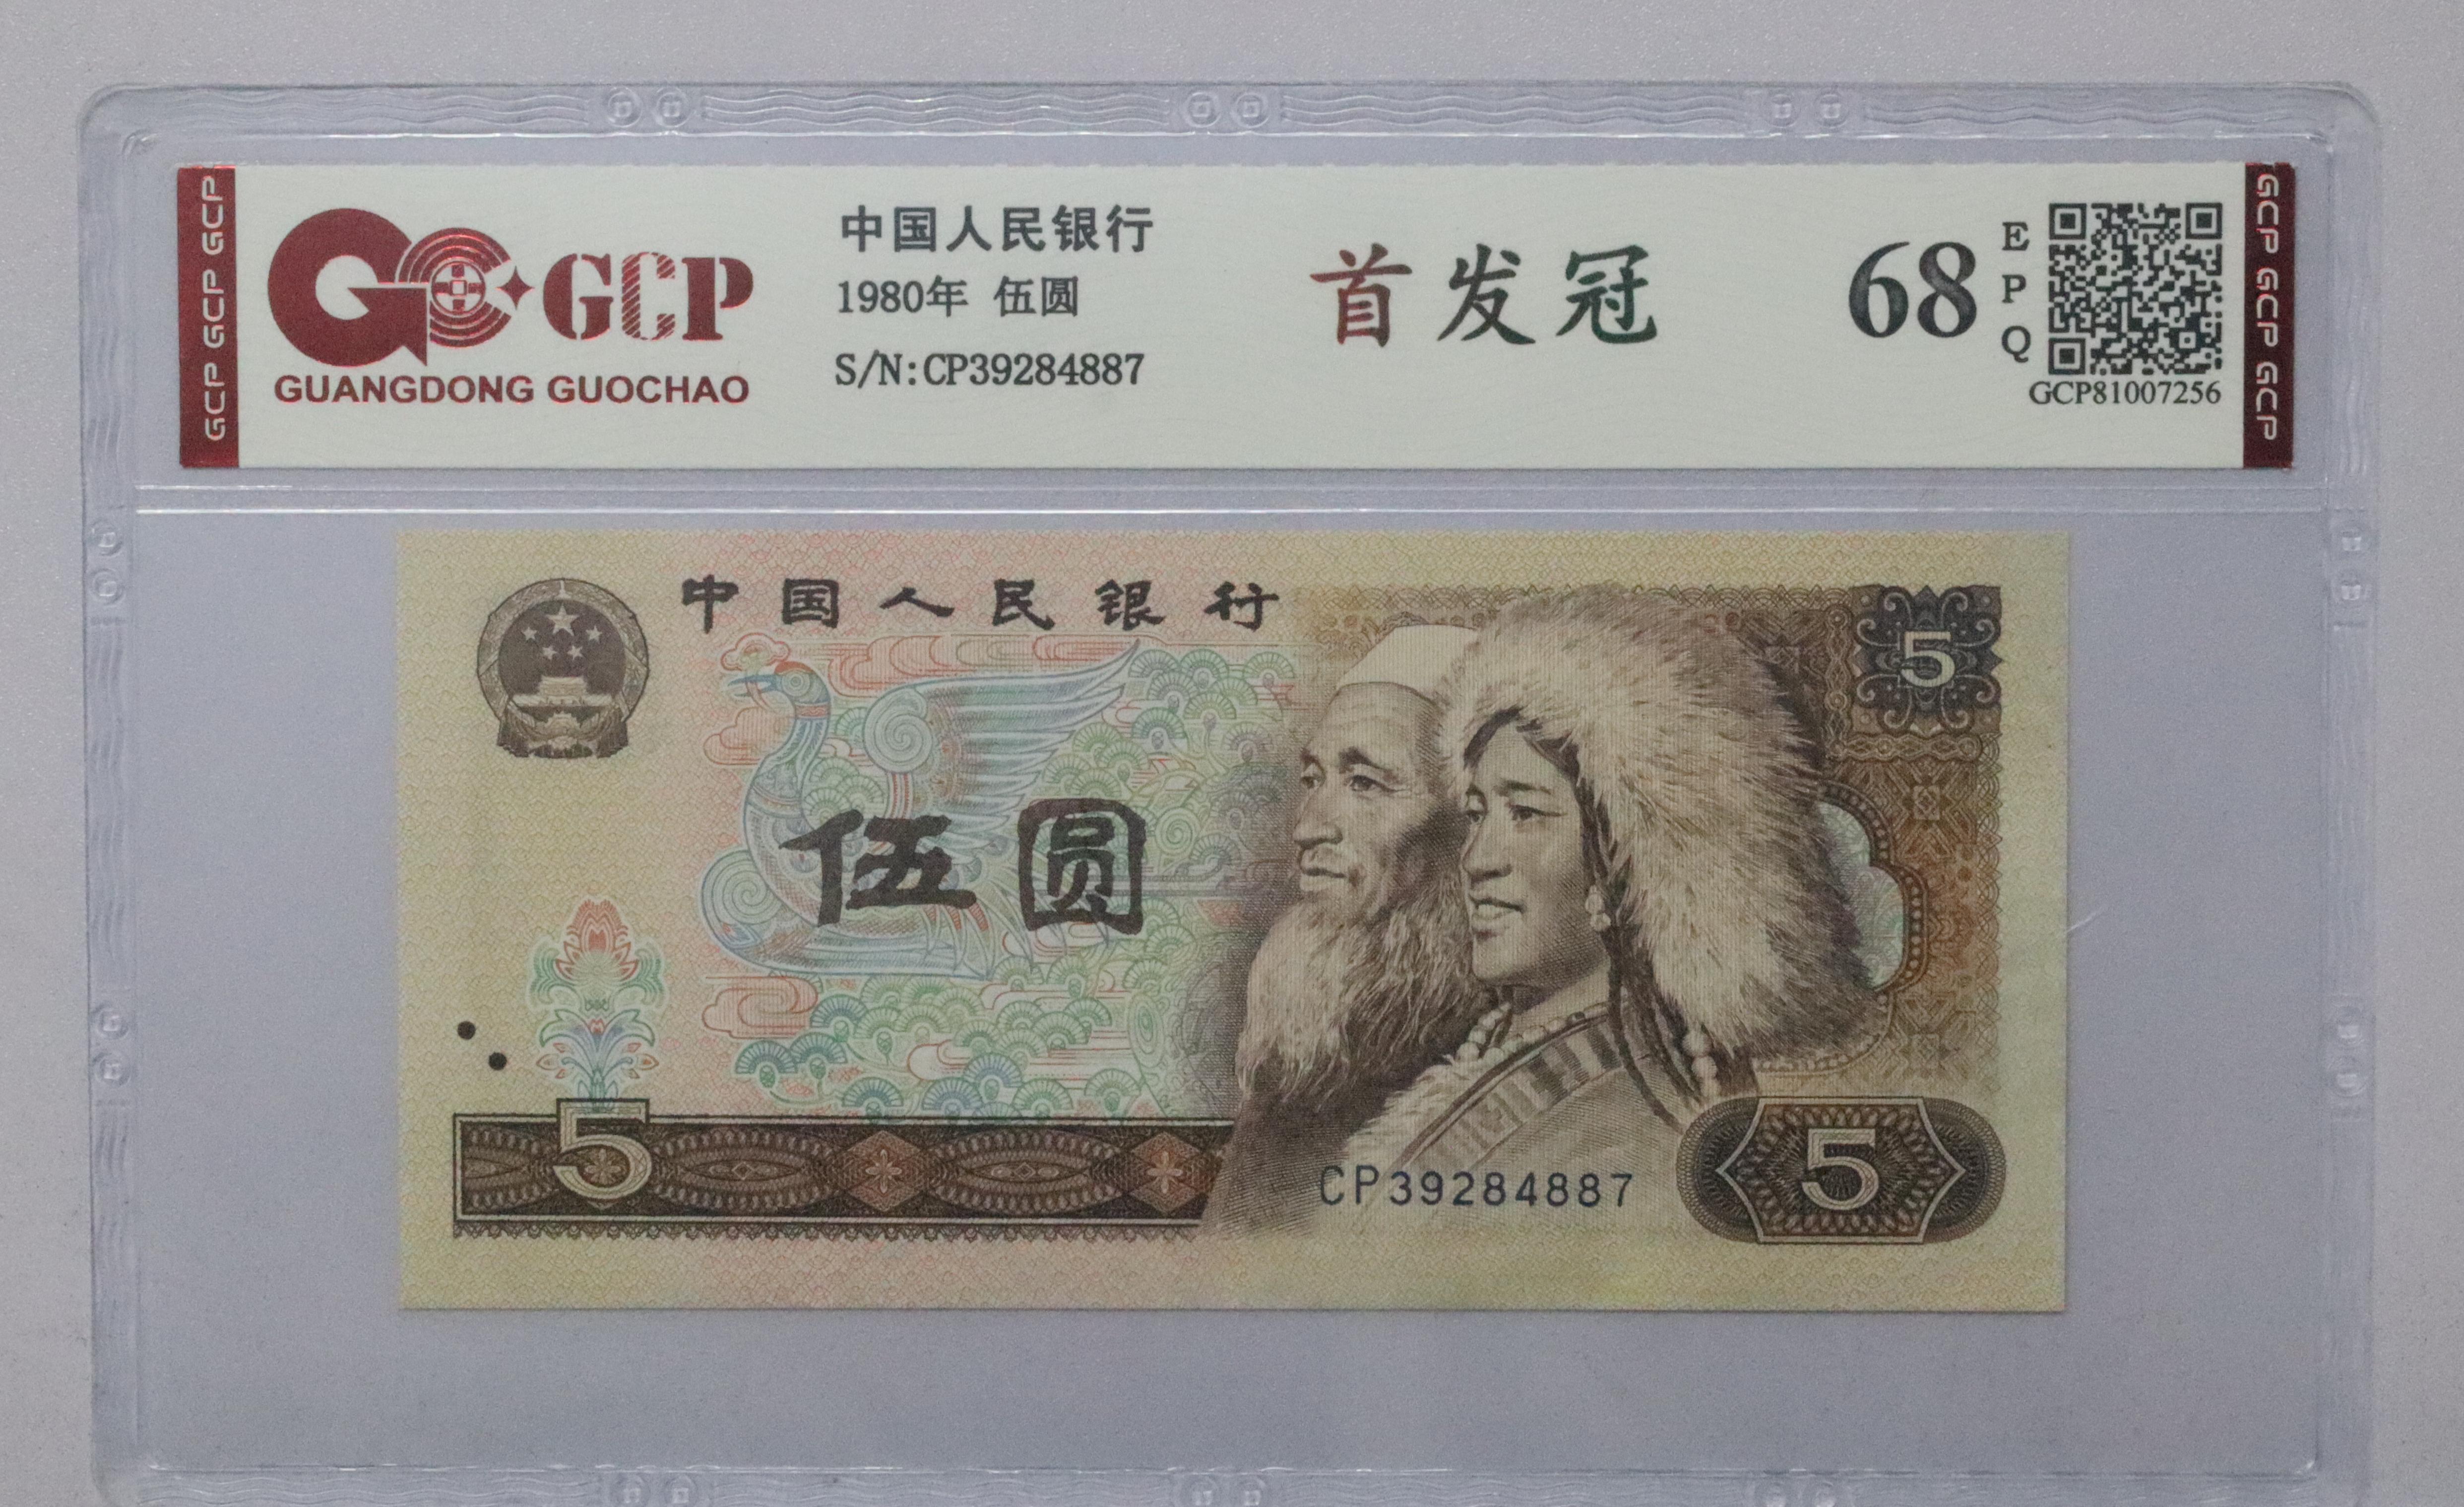 GCP GCP GCP
GCP
GUANGDONG GUOCHAO
中国人民银行
1980年 伍圆
S/N:CP39284887
首发冠
68
EPQ
GCP81007256
GCP GCP GCP
中国人民银行
5
伍圆
5
CP39284887
5